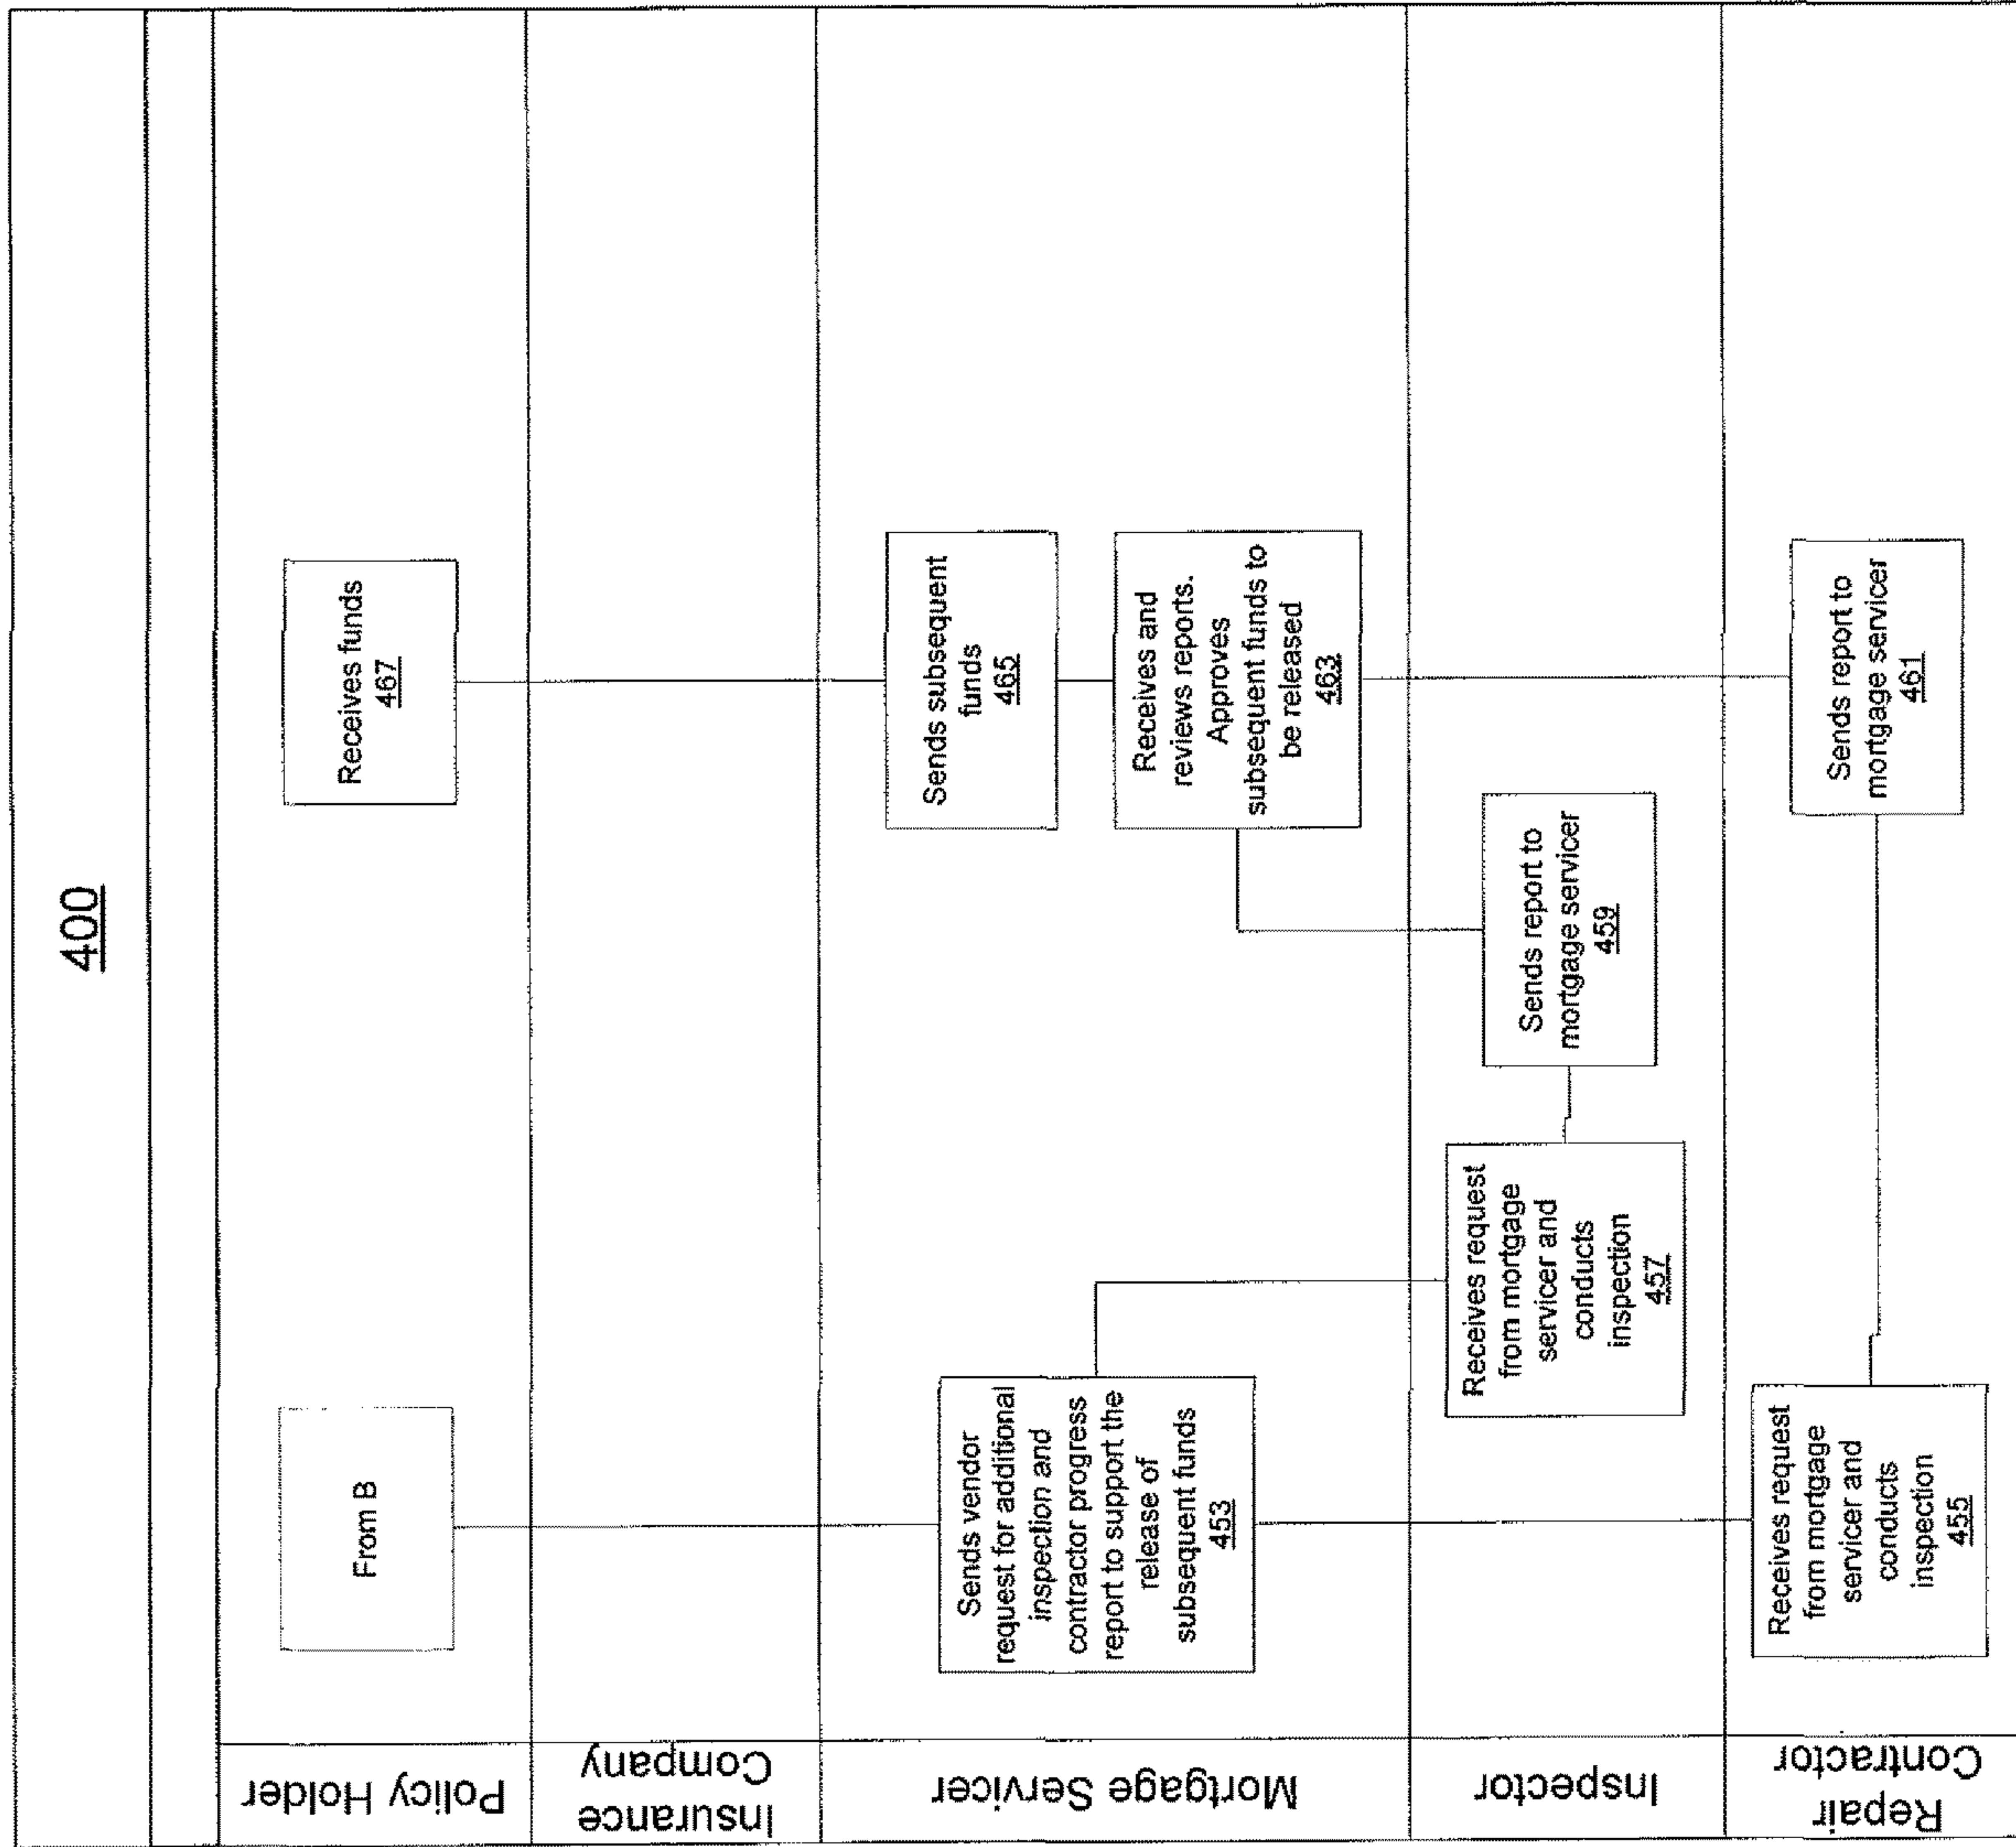 400
Policy Holder
From B
Receives funds
467
Insurance
Company
Mortgage Servicer
Sends vendor
request for additional
inspection and
contractor progress
report to support the
release of
subsequent funds
453
Sends subsequent
funds
465
Receives and
reviews reports.
Approves
subsequent funds to
be released
463
Inspector
Receives request
from mortgage
servicer and
conducts
inspection
457
Sends report to
mortgage servicer
459
Repair
Contractor
Receives request
from mortgage
servicer and
conducts
inspection
455
Sends report to
mortgage servicer
461